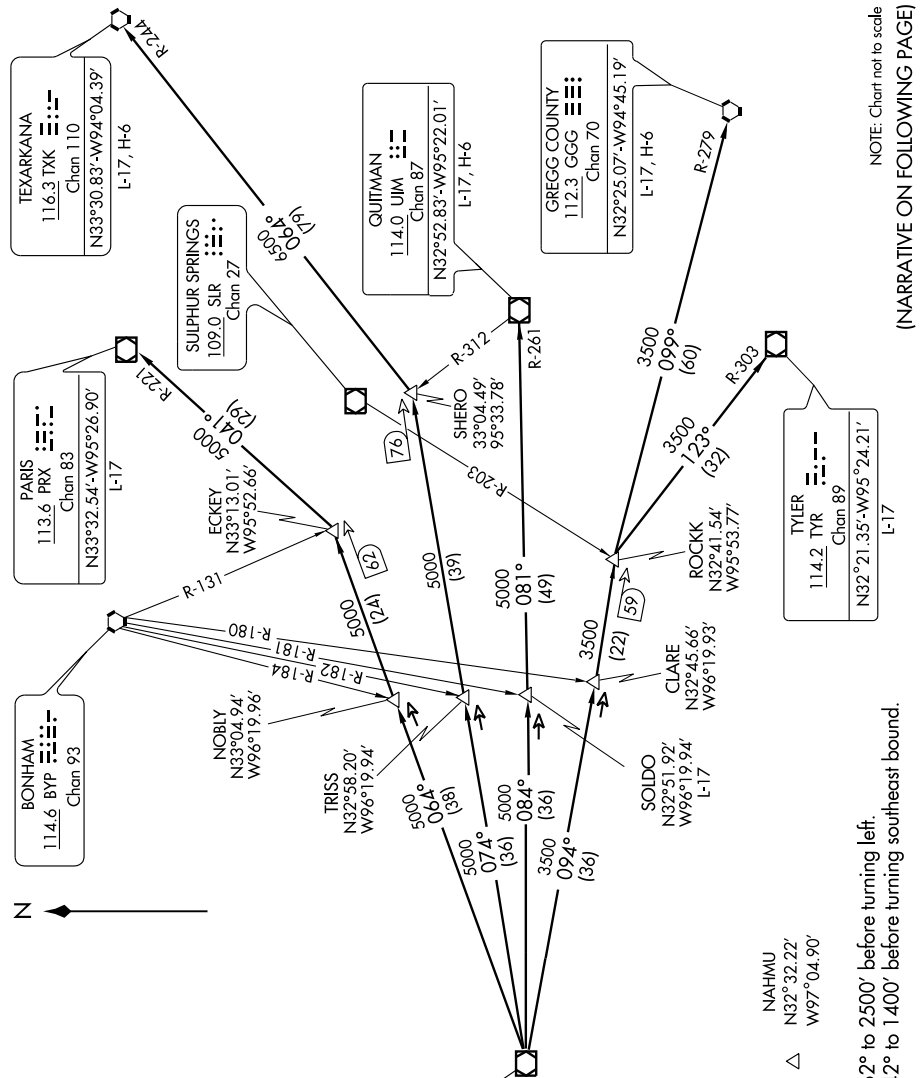 TEXARKANA
116.3 TXK
Chan 110
N33°30.83'-W94°04.39'
L-17, H-6
R-244
6500
064°
(79)
SULPHUR SPRINGS
109.0 SLR
Chan 27
PARIS
113.6 PRX
Chan 83
N33°32.54'-W95°26.90'
L-17
R-221
5000
041°
(29)
QUITMAN
114.0 UIM
Chan 87
N32°52.83'-W95°22.01'
L-17, H-6
R-312
R-261
GREGG COUNTY
112.3 GGG
Chan 70
N32°25.07'-W94°45.19'
L-17, H-6
R-279
3500
099°
(60)
TYLER
114.2 TYR
Chan 89
N32°21.35'-W95°24.21'
L-17
R-303
3500
123°
(32)
BONHAM
114.6 BYP
Chan 93
R-131
R-180
R-181
R-182
R-184
R-203
ECKEY
N33°13.01'
W95°52.66'
62
5000
(24)
SHERO
33°04.49'
95°33.78'
76
5000
(39)
5000
081°
(49)
ROCKK
N32°41.54'
W95°53.77'
59
3500
(22)
NOBLY
N33°04.94'
W96°19.96'
TRISS
N32°58.20'
W96°19.94'
SOLDO
N32°51.92'
W96°19.94'
L-17
CLARE
N32°45.66'
W96°19.93'
5000
064°
(38)
5000
074°
(36)
5000
084°
(36)
3500
094°
(36)
N
NAHMU
N32°32.22'
W97°04.90'
2° to 2500' before turning left.
2° to 1400' before turning southeast bound.
NOTE: Chart not to scale
(NARRATIVE ON FOLLOWING PAGE)